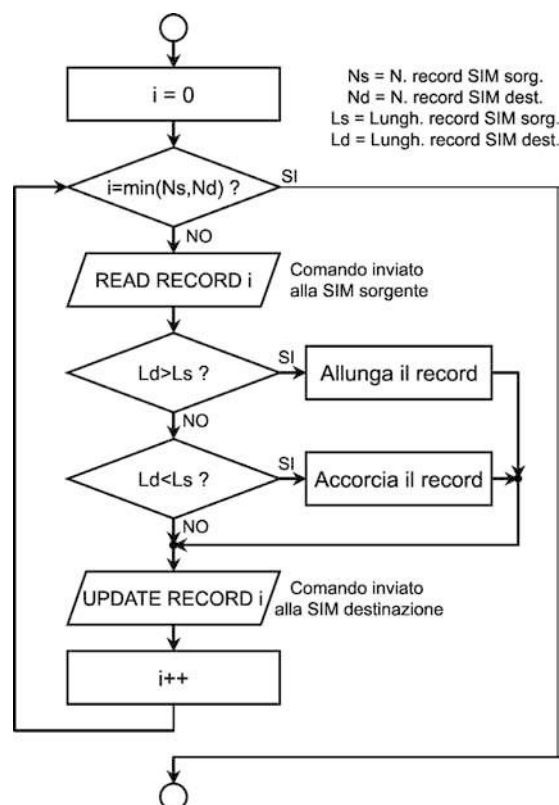 i = 0
Ns = N. record SIM sorg.
Nd = N. record SIM dest.
Ls = Lungh. record SIM sorg.
Ld = Lungh. record SIM dest.
i=min(Ns,Nd) ?
SI
NO
READ RECORD i
Comando inviato
alla SIM sorgente
Ld>Ls ?
SI
Allunga il record
NO
Ld<Ls ?
SI
Accorcia il record
NO
UPDATE RECORD i
Comando inviato
alla SIM destinazione
i++